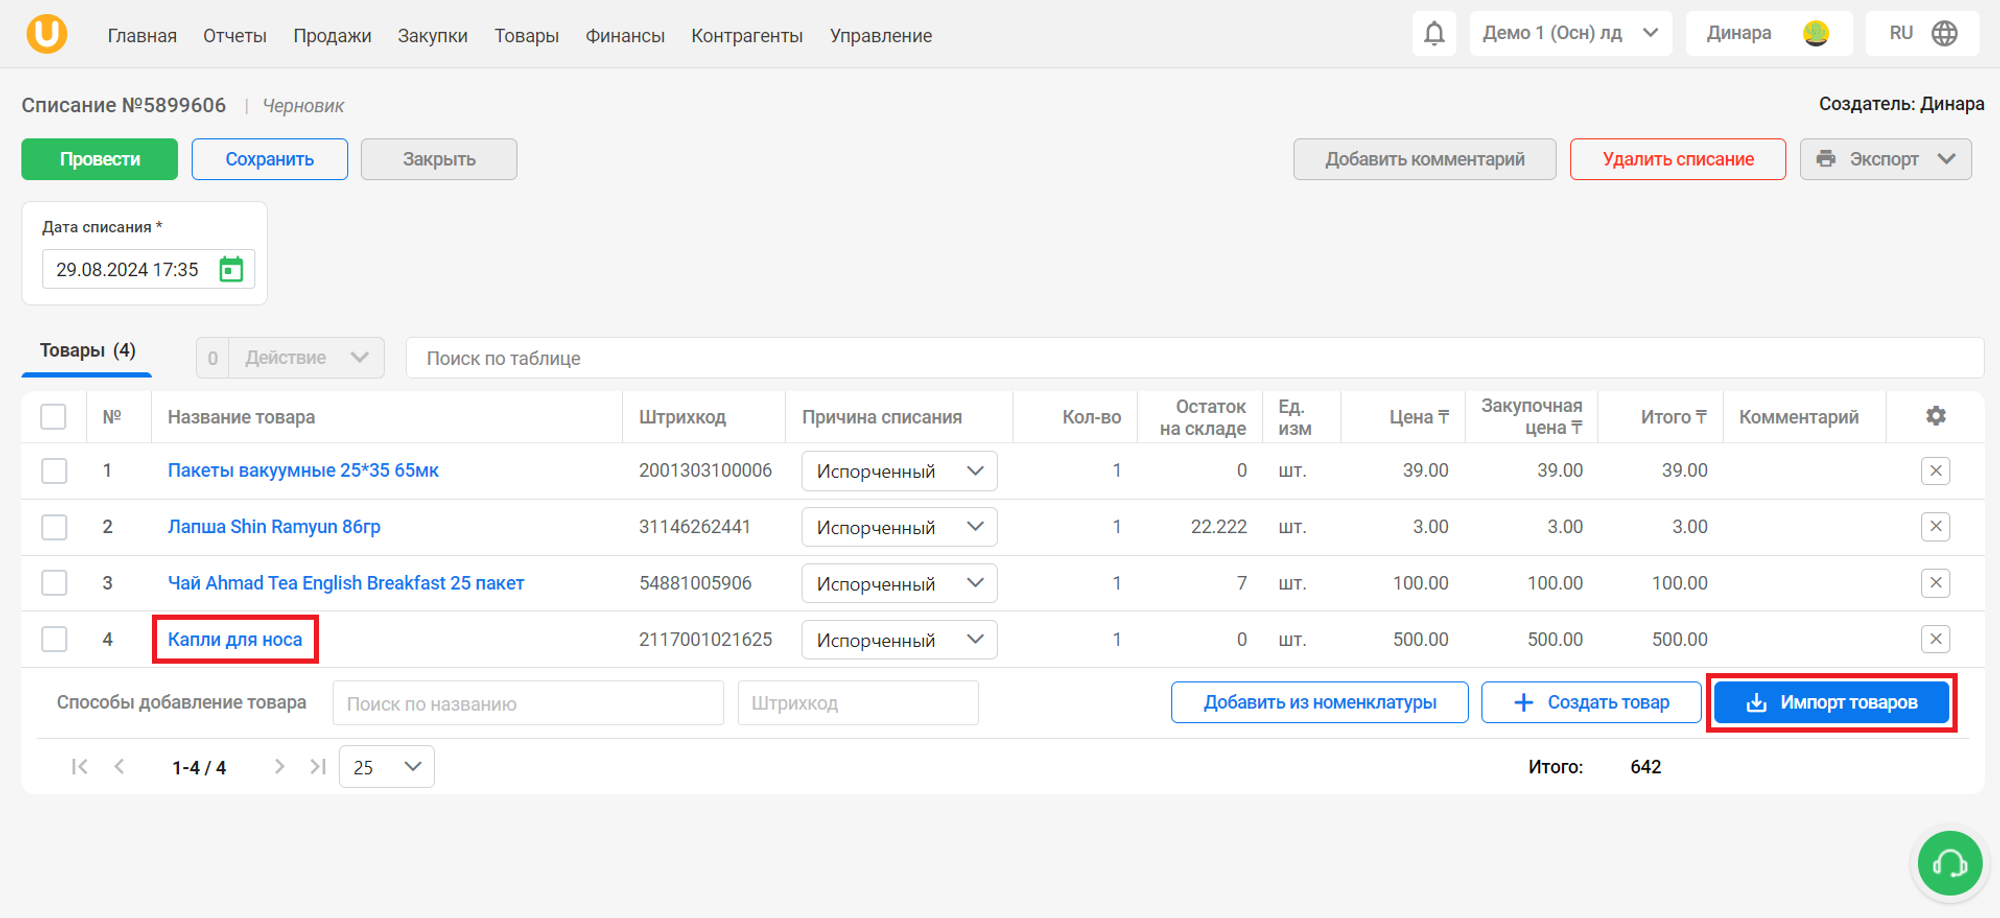 U
Главная Отчеты Продажи Закупки Товары Финансы Контрагенты Управление
Демо 1 (Осн) лд
Динара
RU
Списание №5899606 | Черновик
Создатель: Динара
Провести Сохранить Закрыть
Добавить комментарий Удалить списание Экспорт
Дата списания *
29.08.2024 17:35
Товары (4)
0 Действие
Поиск по таблице
№ Название товара Штрихкод Причина списания Кол-во Остаток на складе Ед. изм Цена ₸ Закупочная цена ₸ Итого ₸ Комментарий
1 Пакеты вакуумные 25*35 65мк 2001303100006 Испорченный 1 0 шт. 39.00 39.00 39.00
2 Лапша Shin Ramyun 86гр 31146262441 Испорченный 1 22.222 шт. 3.00 3.00 3.00
3 Чай Ahmad Tea English Breakfast 25 пакет 54881005906 Испорченный 1 7 шт. 100.00 100.00 100.00
4 Капли для носа 2117001021625 Испорченный 1 0 шт. 500.00 500.00 500.00
Способы добавление товара Поиск по названию Штрихкод Добавить из номенклатуры + Создать товар Импорт товаров
1-4 / 4 25 Итого: 642